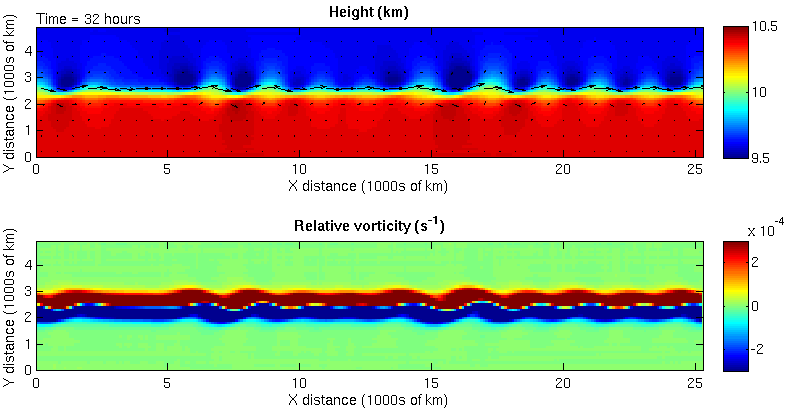 Height (km)
Time = 32 hours
Y distance (1000s of km)
4
3
2
1
0
0 5 10 15 20 25
X distance (1000s of km)
10.5
10
9.5
Relative vorticity (s-1)
x 10-4
Y distance (1000s of km)
4
3
2
1
0
0 5 10 15 20 25
X distance (1000s of km)
2
0
-2